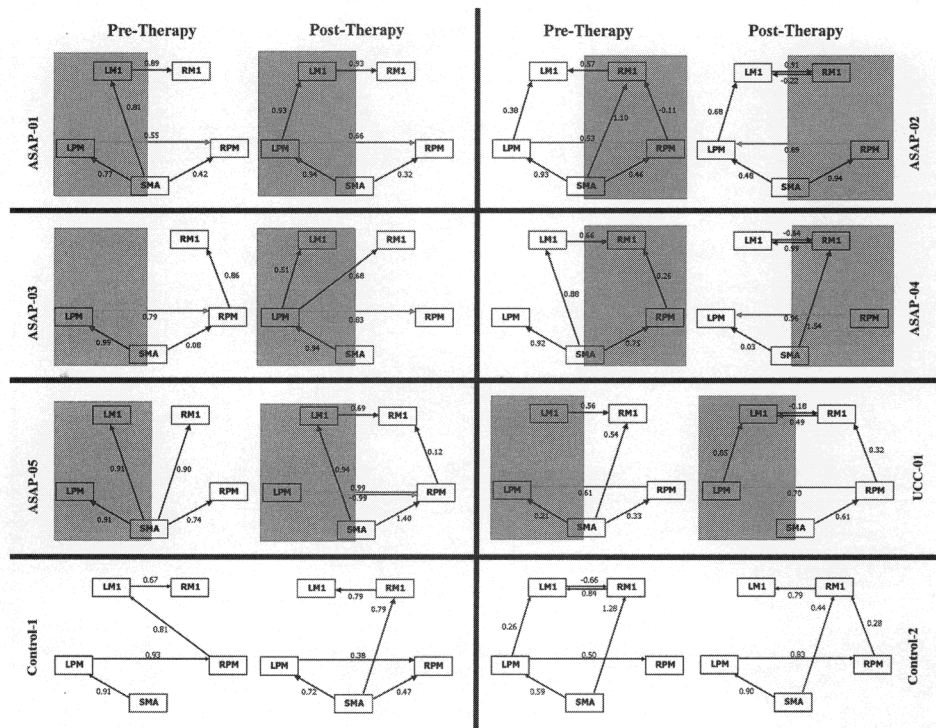 Pre-Therapy Post-Therapy Pre-Therapy Post-Therapy
ASAP-01
LM1 0.89 RM1
0.81
0.55
LPM RPM
0.77 0.42
SMA
LM1 0.93 RM1
0.93
0.66
LPM RPM
0.94 0.32
SMA
LM1 0.57 RM1
0.38 1.10 -0.11
LPM 0.53 RPM
0.93 0.46
SMA
LM1 0.91 RM1
-0.22
0.68
LPM 0.89 RPM
0.48 0.94
SMA
ASAP-02
ASAP-03
RM1
0.86
LPM 0.79 RPM
0.99 0.08
SMA
LM1 RM1
0.51 0.68
LPM RPM
0.83
0.94
SMA
LM1 0.66 RM1
0.88 0.26
LPM RPM
0.92 0.75
SMA
LM1 -0.64 RM1
0.99
LPM 0.96 RPM
1.54
0.03
SMA
ASAP-04
ASAP-05
LM1 RM1
0.91 0.90
LPM RPM
0.91 0.74
SMA
LM1 0.69 RM1
0.94 0.12
LPM 0.99 RPM
-0.99
1.40
SMA
LM1 0.56 RM1
0.54
LPM 0.61 RPM
0.21 0.33
SMA
LM1 -0.18 RM1
0.49
0.85 0.32
LPM 0.70 RPM
0.61
SMA
UCC-01
Control-1
LM1 0.67 RM1
0.81
LPM 0.93 RPM
0.91
SMA
LM1 RM1
0.79
0.79
LPM 0.38 RPM
0.72 0.47
SMA
LM1 -0.66 RM1
0.84
0.26 1.28
LPM 0.50 RPM
0.59
SMA
LM1 RM1
0.79
0.44 0.28
LPM 0.83 RPM
0.90
SMA
Control-2